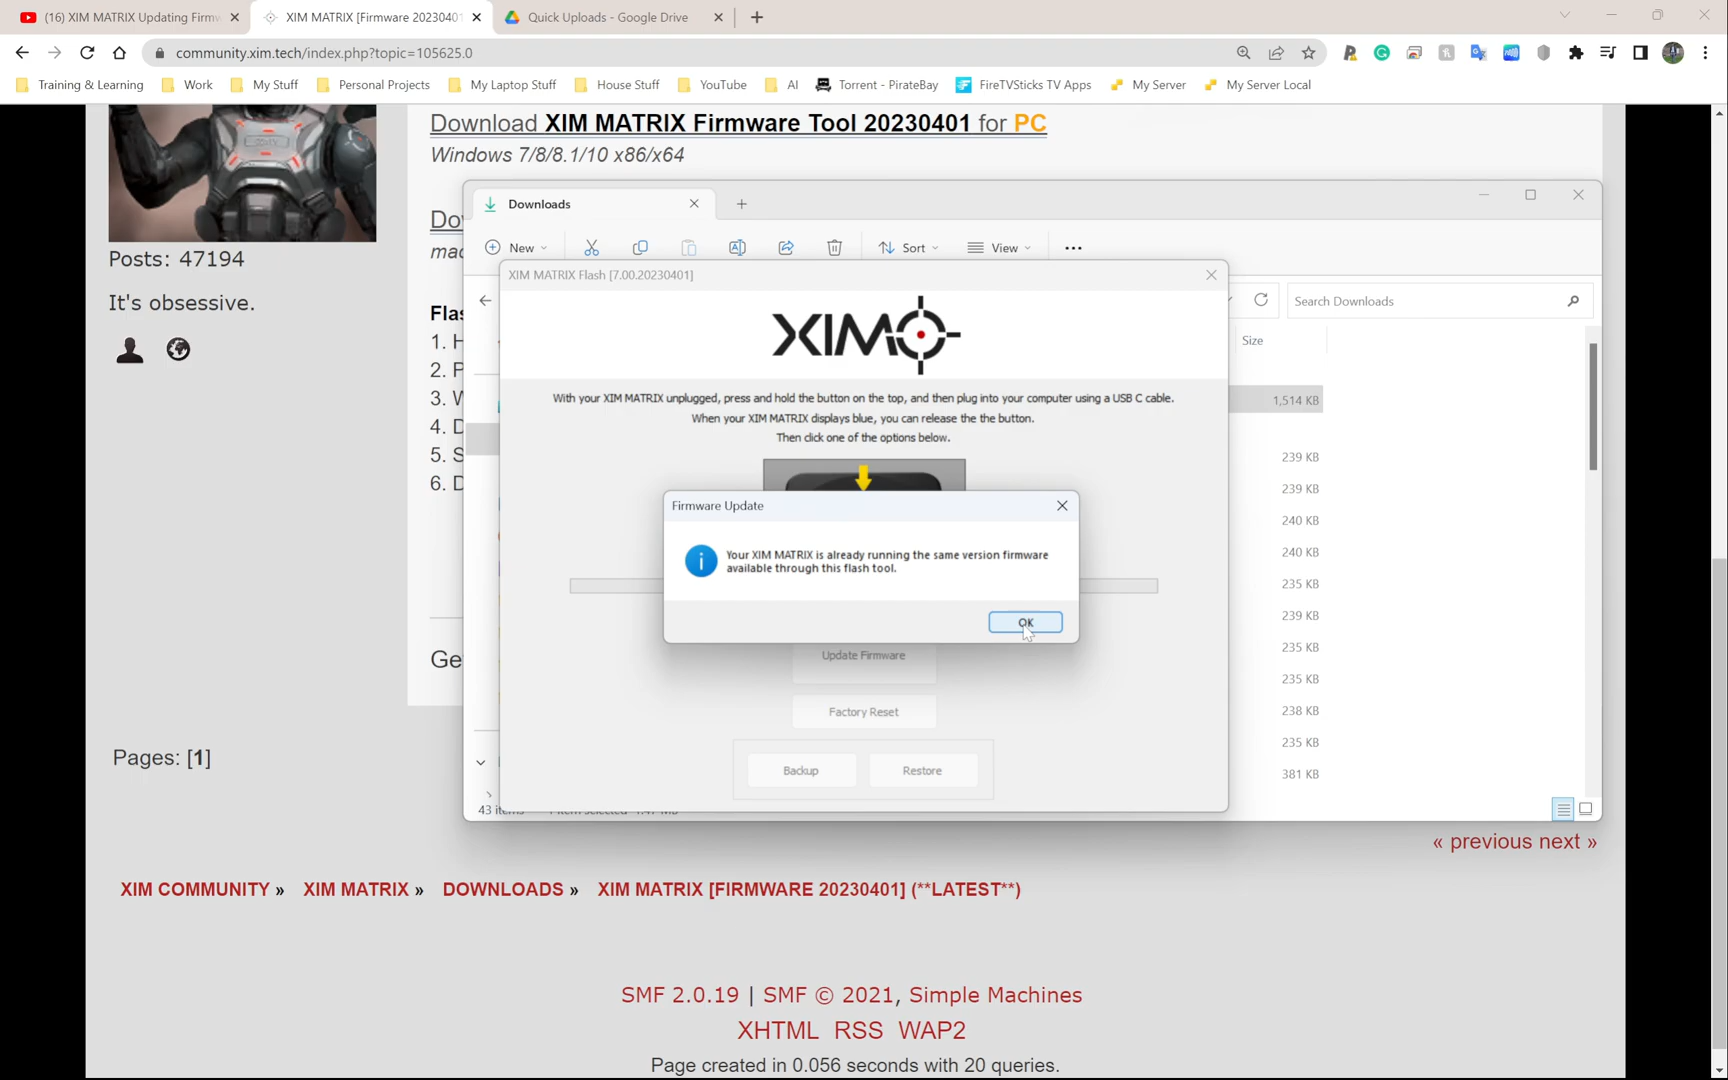 (16) XIM MATRIX Updating Firmw
XIM MATRIX [Firmware 20230401
Quick Uploads - Google Drive
community.xim.tech/index.php?topic=105625.0
Training & Learning
Work
My Stuff
Personal Projects
My Laptop Stuff
House Stuff
YouTube
AI
Torrent - PirateBay
FireTVSticks TV Apps
My Server
My Server Local
Download XIM MATRIX Firmware Tool 20230401 for PC
Windows 7/8/8.1/10 x86/x64
Posts: 47194
It's obsessive.
Downloads
New
Sort
View
XIM MATRIX Flash [7.00.20230401]
Search Downloads
Size
XIM
With your XIM MATRIX unplugged, press and hold the button on the top, and then plug into your computer using a USB C cable.
When your XIM MATRIX displays blue, you can release the the button.
Then click one of the options below.
Firmware Update
Your XIM MATRIX is already running the same version firmware
available through this flash tool.
OK
Update Firmware
Factory Reset
Backup
Restore
1,514 KB
239 KB
239 KB
240 KB
240 KB
235 KB
239 KB
235 KB
235 KB
238 KB
235 KB
381 KB
1.
2.
3.
4.
5.
6.
Pages: [1]
« previous next »
XIM COMMUNITY » XIM MATRIX » DOWNLOADS » XIM MATRIX [FIRMWARE 20230401] (**LATEST**)
SMF 2.0.19 | SMF © 2021, Simple Machines
XHTML RSS WAP2
Page created in 0.056 seconds with 20 queries.